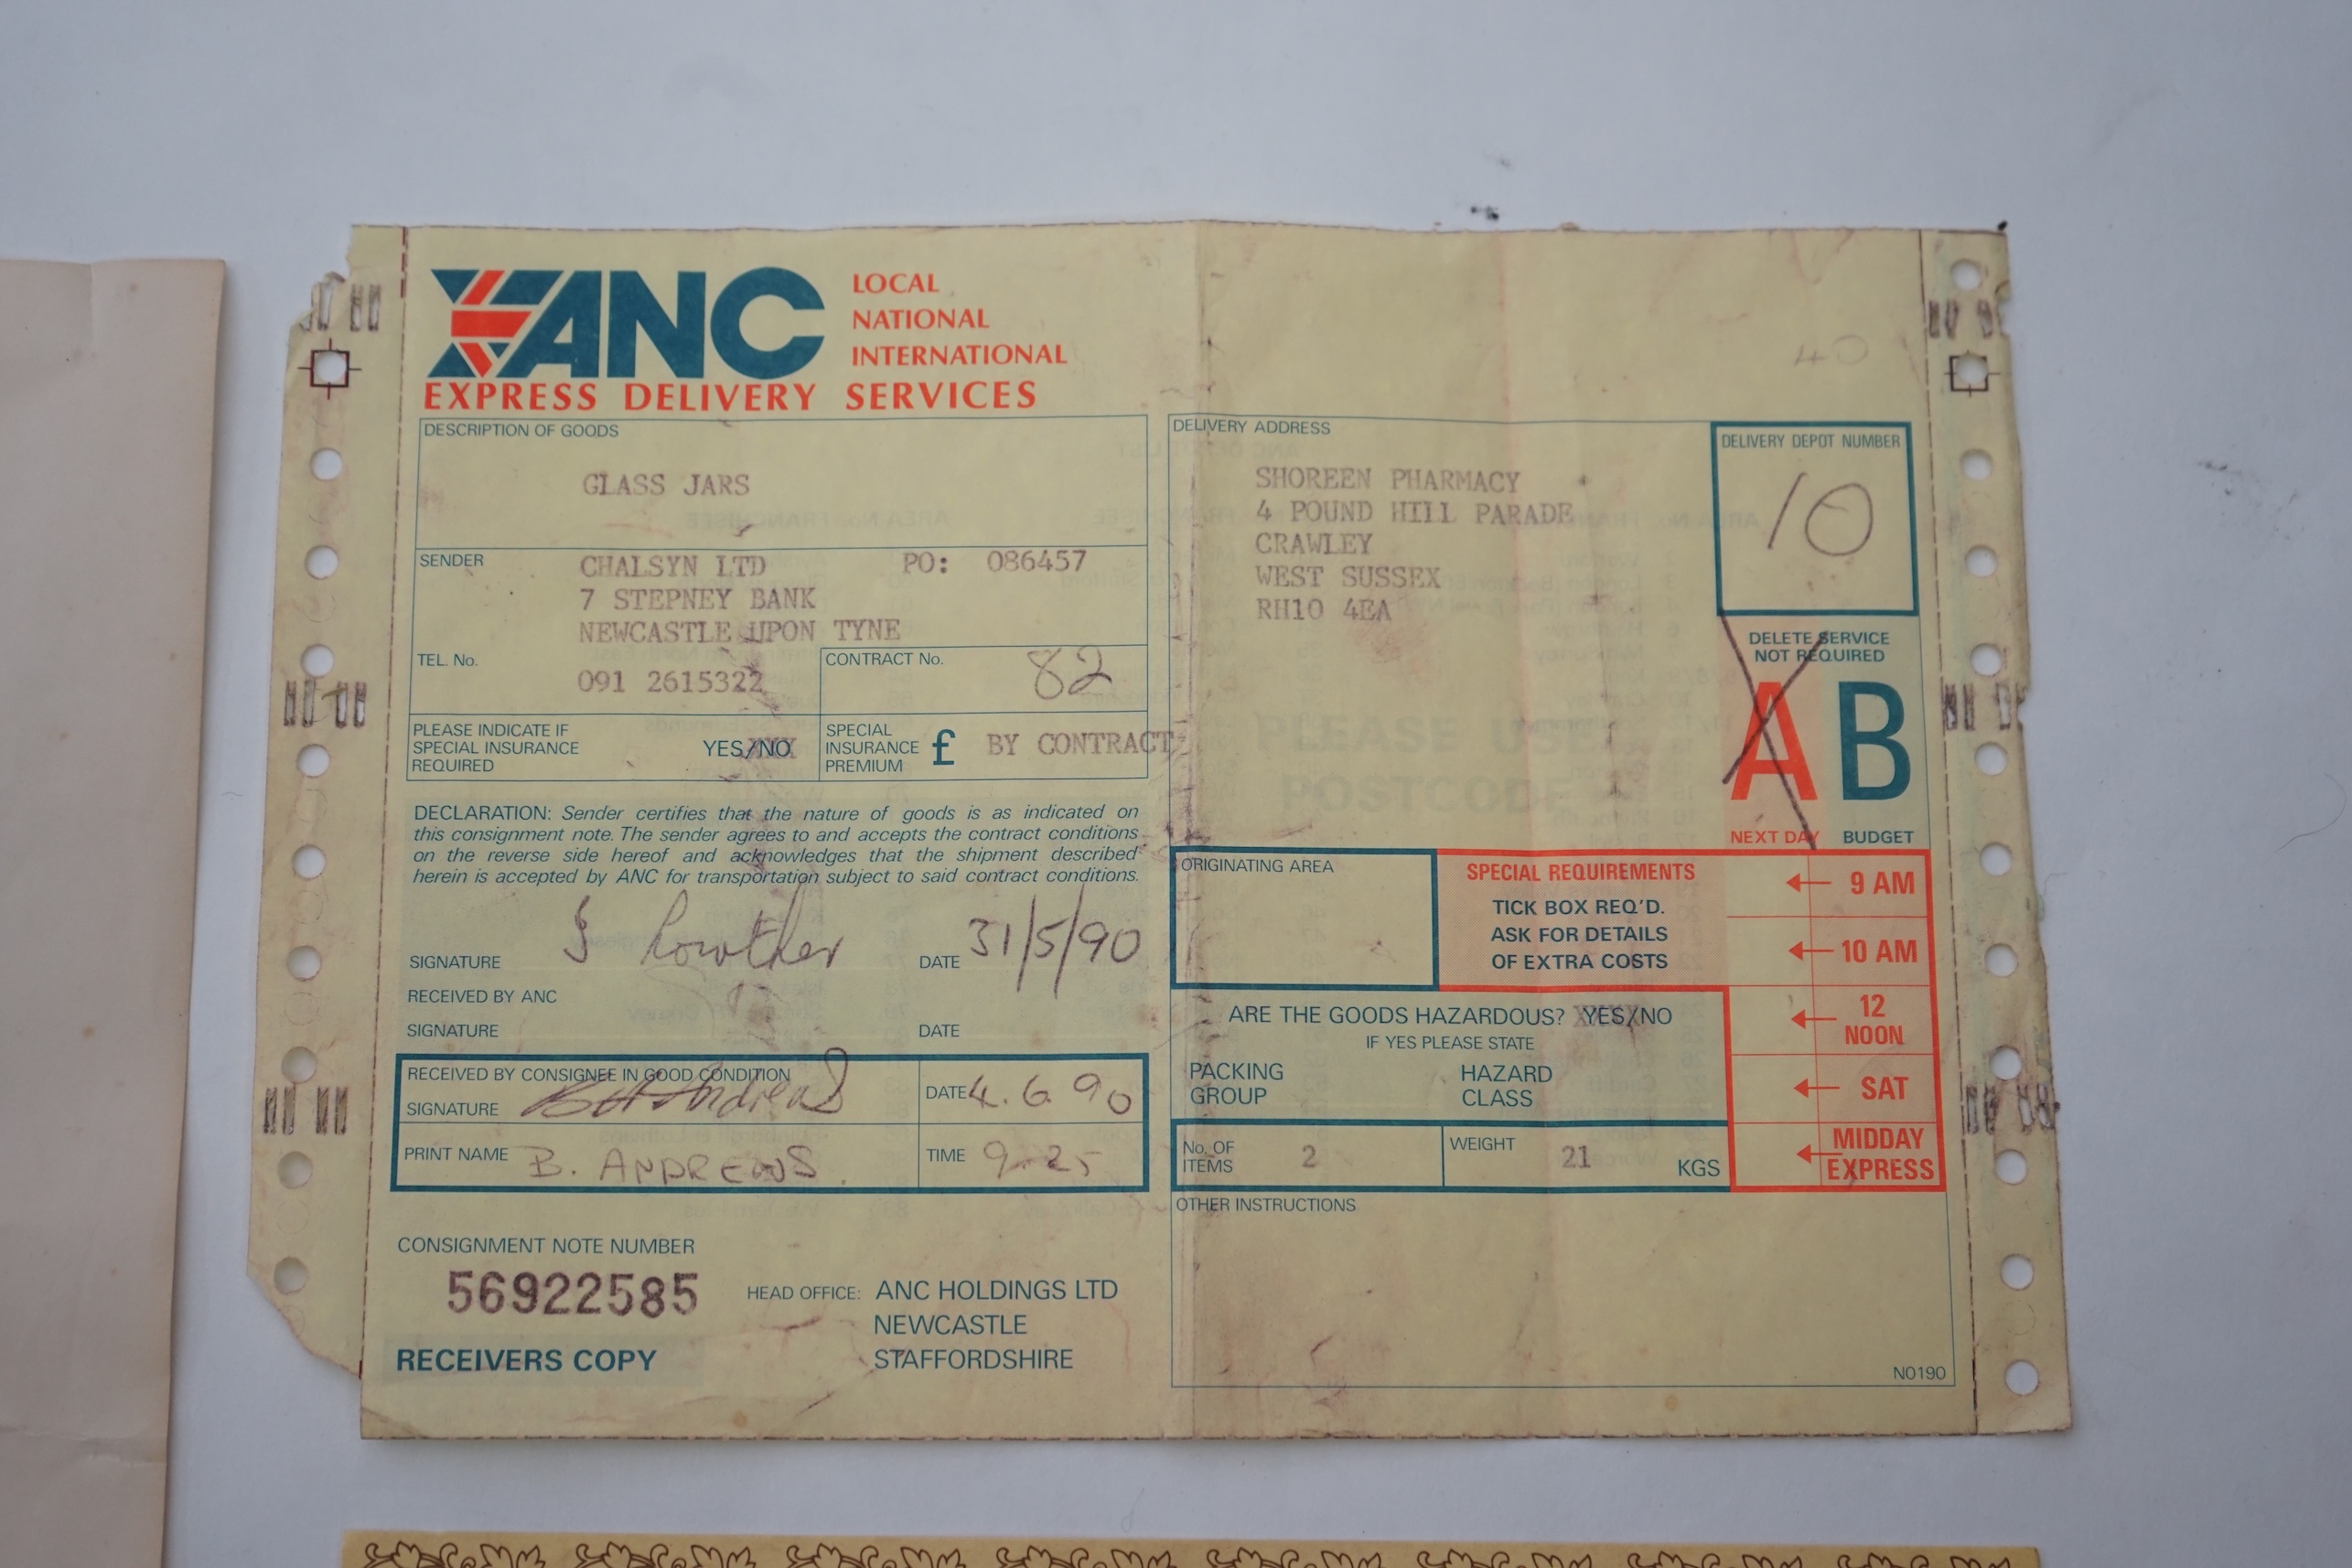 ANC
LOCAL
NATIONAL
INTERNATIONAL
EXPRESS DELIVERY SERVICES
40
DESCRIPTION OF GOODS
GLASS JARS
SENDER
CHALSYN LTD PO: 086457
7 STEPNEY BANK
NEWCASTLE UPON TYNE
TEL. No.
091 2615322
CONTRACT No.
82
PLEASE INDICATE IF
SPECIAL INSURANCE
REQUIRED
YES/NO
SPECIAL
INSURANCE
PREMIUM
£ BY CONTRACT
DECLARATION: Sender certifies that the nature of goods is as indicated on
this consignment note. The sender agrees to and accepts the contract conditions
on the reverse side hereof and acknowledges that the shipment described
herein is accepted by ANC for transportation subject to said contract conditions.
SIGNATURE Lowther DATE 31/5/90
RECEIVED BY ANC
SIGNATURE DATE
RECEIVED BY CONSIGNEE IN GOOD CONDITION
SIGNATURE Andrews DATE 4.6.90
PRINT NAME B. ANDREWS. TIME 9.25
CONSIGNMENT NOTE NUMBER
56922585
RECEIVERS COPY
HEAD OFFICE: ANC HOLDINGS LTD
NEWCASTLE
STAFFORDSHIRE
DELIVERY ADDRESS
SHOREEN PHARMACY
4 POUND HILL PARADE
CRAWLEY
WEST SUSSEX
RH10 4EA
PLEASE USE
POSTCODE
DELIVERY DEPOT NUMBER
10
DELETE SERVICE
NOT REQUIRED
A B
NEXT DAY BUDGET
ORIGINATING AREA
SPECIAL REQUIREMENTS
TICK BOX REQ'D.
ASK FOR DETAILS
OF EXTRA COSTS
9 AM
10 AM
12
NOON
SAT
MIDDAY
EXPRESS
ARE THE GOODS HAZARDOUS? YES/NO
IF YES PLEASE STATE
PACKING
GROUP
HAZARD
CLASS
No. OF
ITEMS
2
WEIGHT
21
KGS
OTHER INSTRUCTIONS
N0190